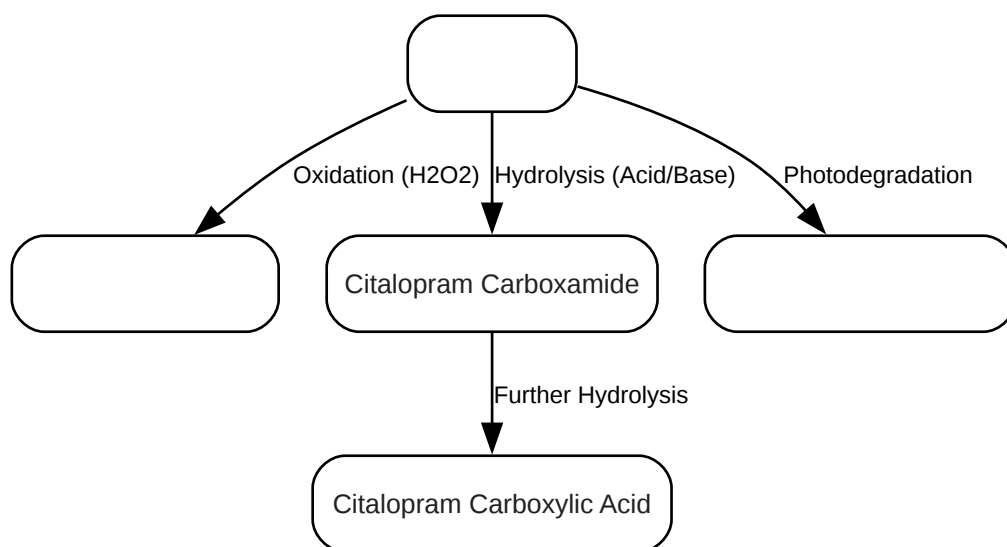 Oxidation (H2O2)
Hydrolysis (Acid/Base)
Photodegradation
Citalopram Carboxamide
Further Hydrolysis
Citalopram Carboxylic Acid